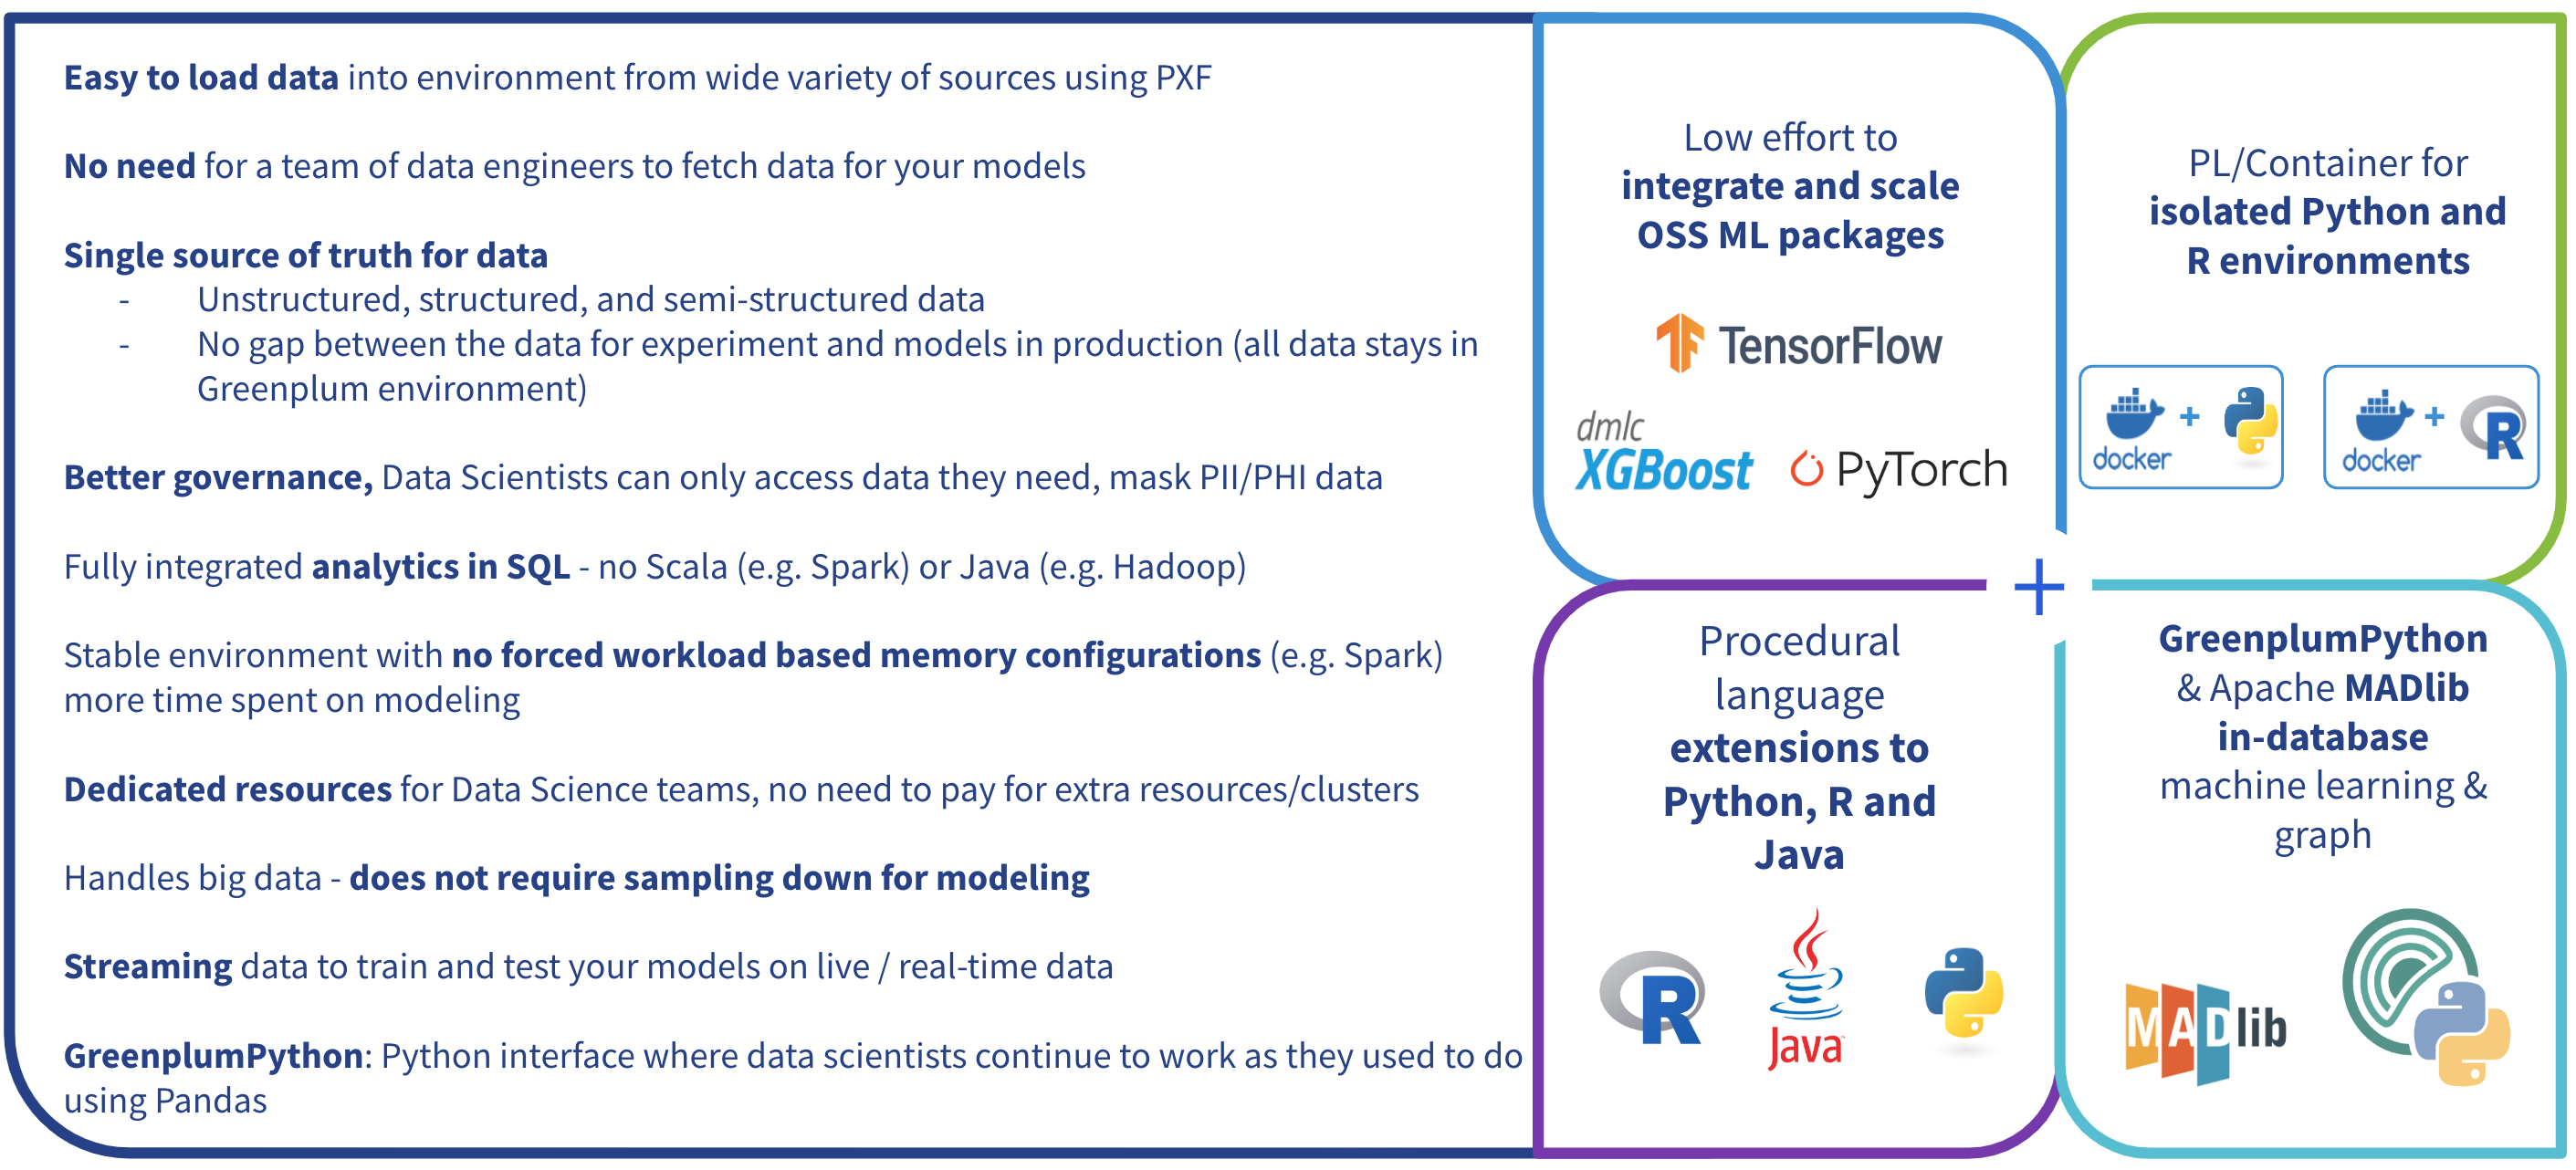 Easy to load data into environment from wide variety of sources using PXF
No need for a team of data engineers to fetch data for your models
Single source of truth for data
- Unstructured, structured, and semi-structured data
- No gap between the data for experiment and models in production (all data stays in
Greenplum environment)
Better governance, Data Scientists can only access data they need, mask PII/PHI data
Fully integrated analytics in SQL - no Scala (e.g. Spark) or Java (e.g. Hadoop)
Stable environment with no forced workload based memory configurations (e.g. Spark)
more time spent on modeling
Dedicated resources for Data Science teams, no need to pay for extra resources/clusters
Handles big data - does not require sampling down for modeling
Streaming data to train and test your models on live / real-time data
GreenplumPython: Python interface where data scientists continue to work as they used to do
using Pandas
Low effort to
integrate and scale
OSS ML packages
TensorFlow
dmlc
XGBoost
PyTorch
PL/Container for
isolated Python and
R environments
docker +
docker + R
+
Procedural
language
extensions to
Python, R and
Java
R
Java
GreenplumPython
& Apache MADlib
in-database
machine learning &
graph
MADlib